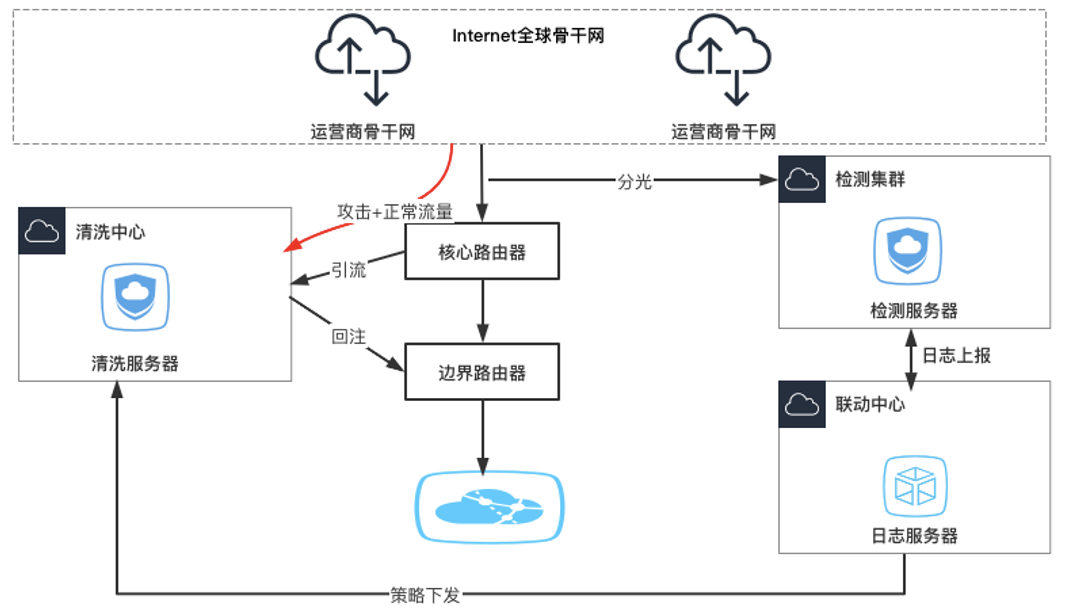 Internet全球骨干网
运营商骨干网
运营商骨干网
分光
检测集群
攻击+正常流量
清洗中心
核心路由器
引流
检测服务器
回注
日志上报
清洗服务器
边界路由器
联动中心
日志服务器
策略下发